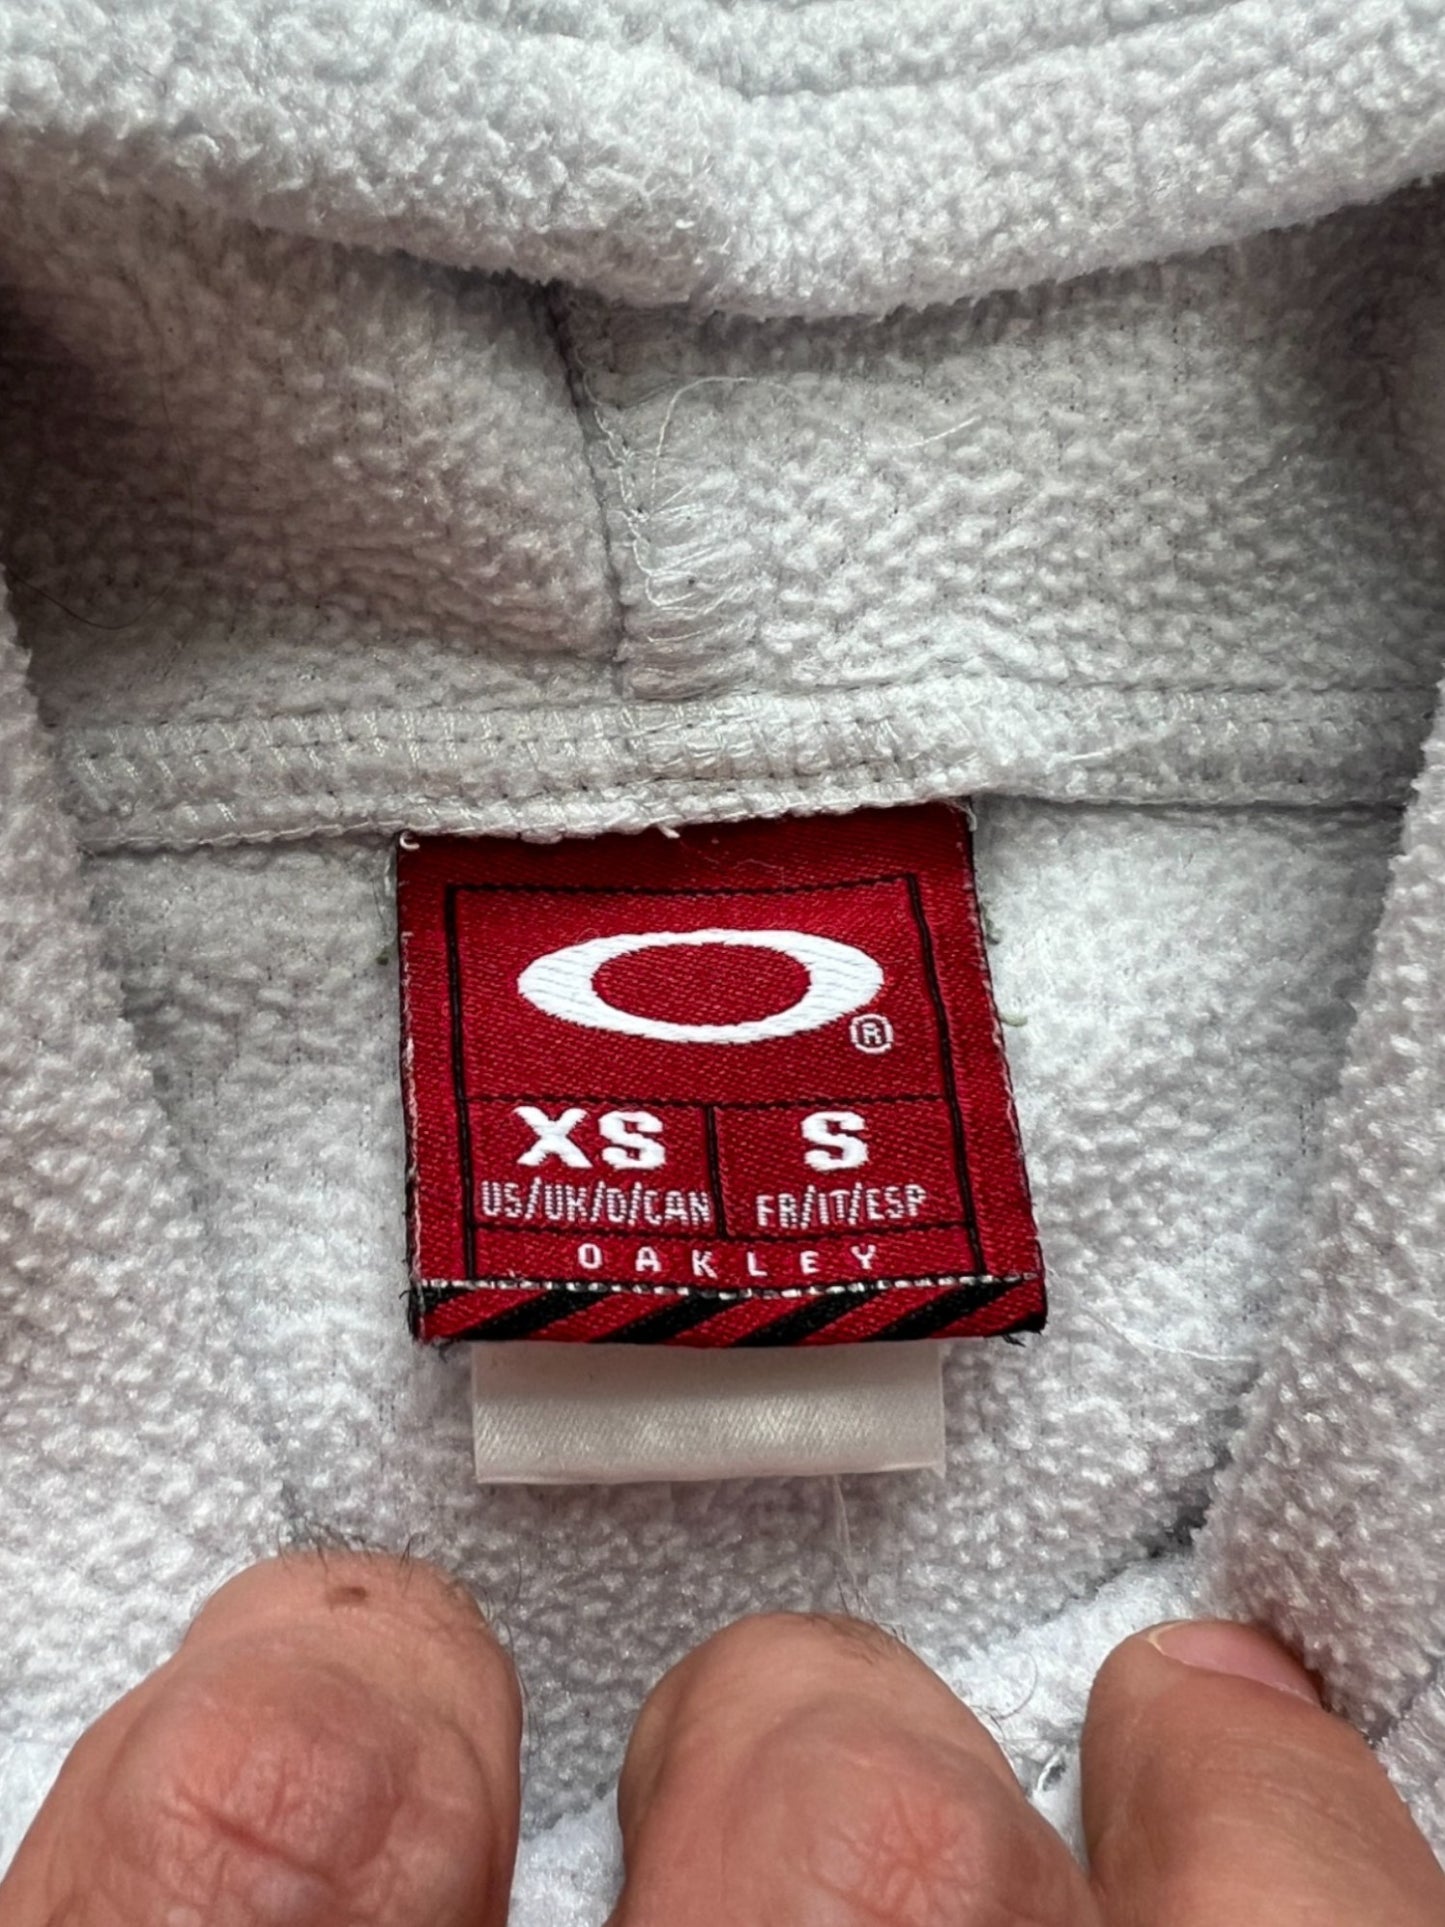 ®
XS S
US/UK/D/CAN FR/IT/ESP
OAKLEY